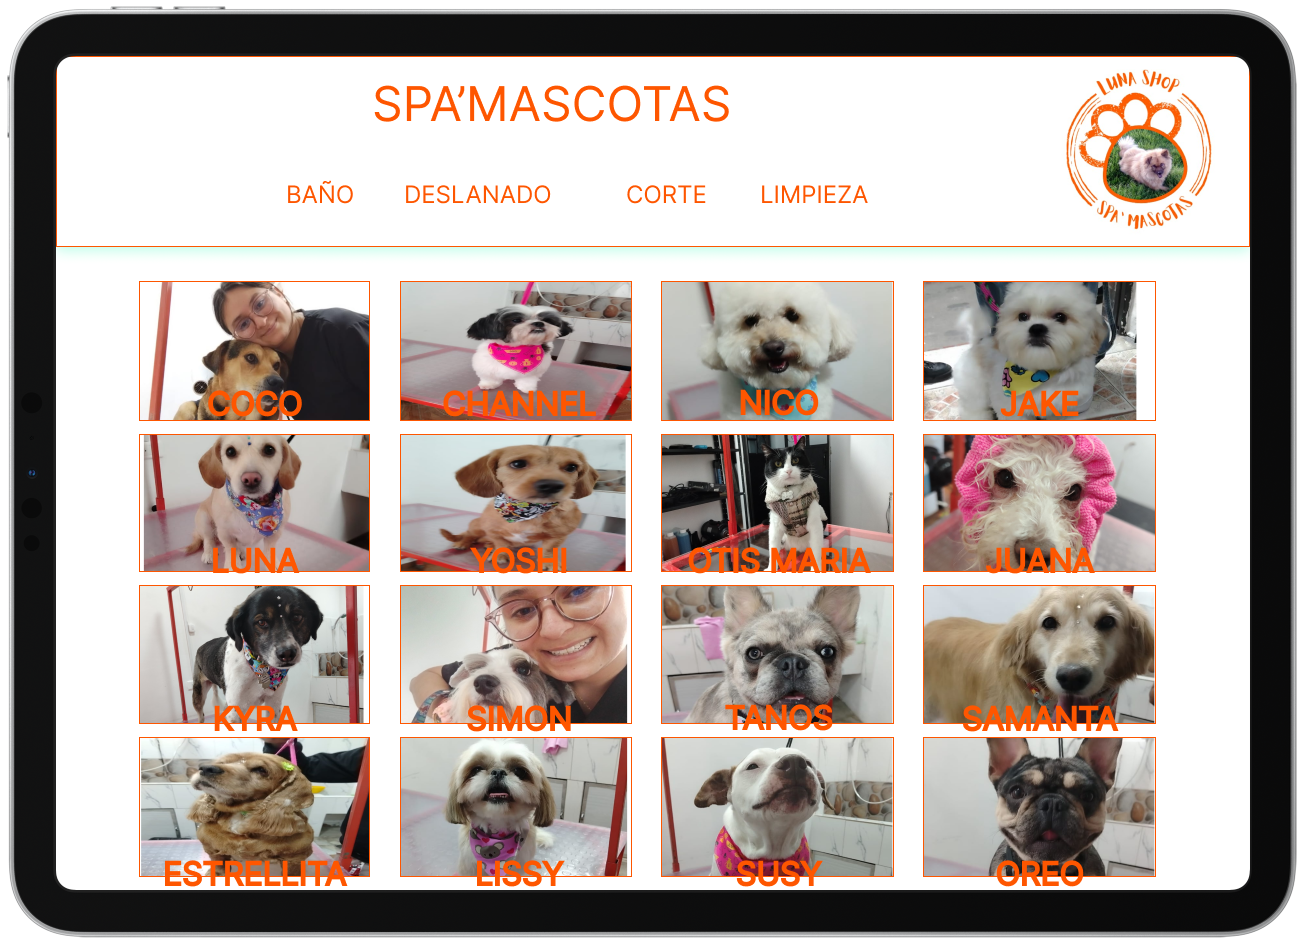 SPA’MASCOTAS
LUNA SHOP
SPA' MASCOTAS
BAÑO DESLANADO CORTE LIMPIEZA
COCO CHANNEL NICO JAKE
LUNA YOSHI OTIS MARIA JUANA
KYRA SIMON TANOS SAMANTA
ESTRELLITA LISSY SUSY OREO